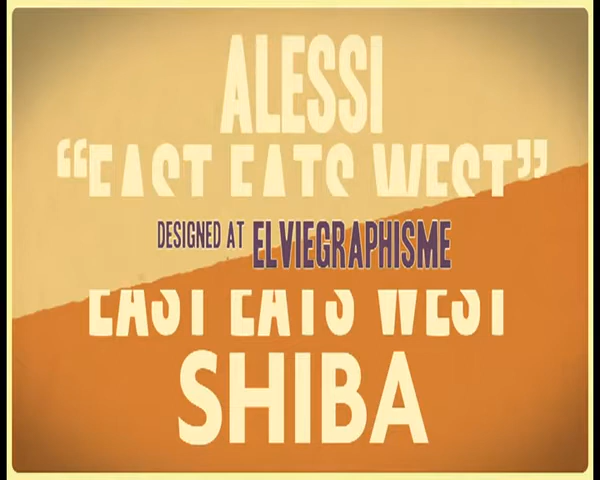 ALESSI
“EAST EATS WEST”
DESIGNED AT ELVIEGRAPHISME
EAST EATS WEST
SHIBA